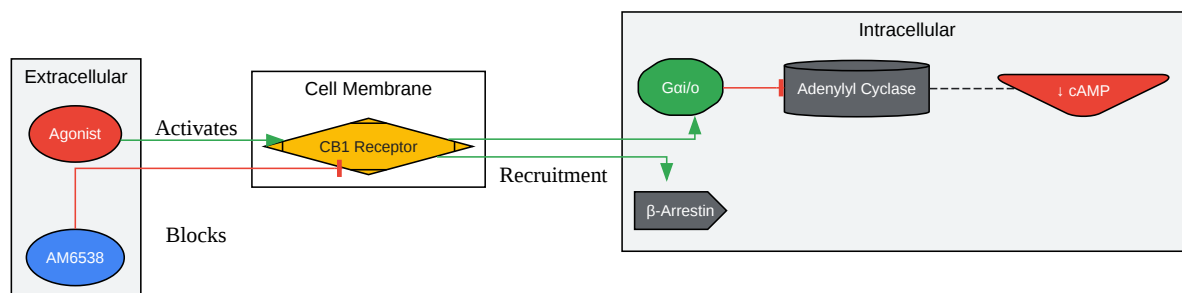 Extracellular
Agonist
AM6538
Activates
Blocks
Cell Membrane
CB1 Receptor
Recruitment
Intracellular
Gαi/o
Adenylyl Cyclase
↓ cAMP
β-Arrestin